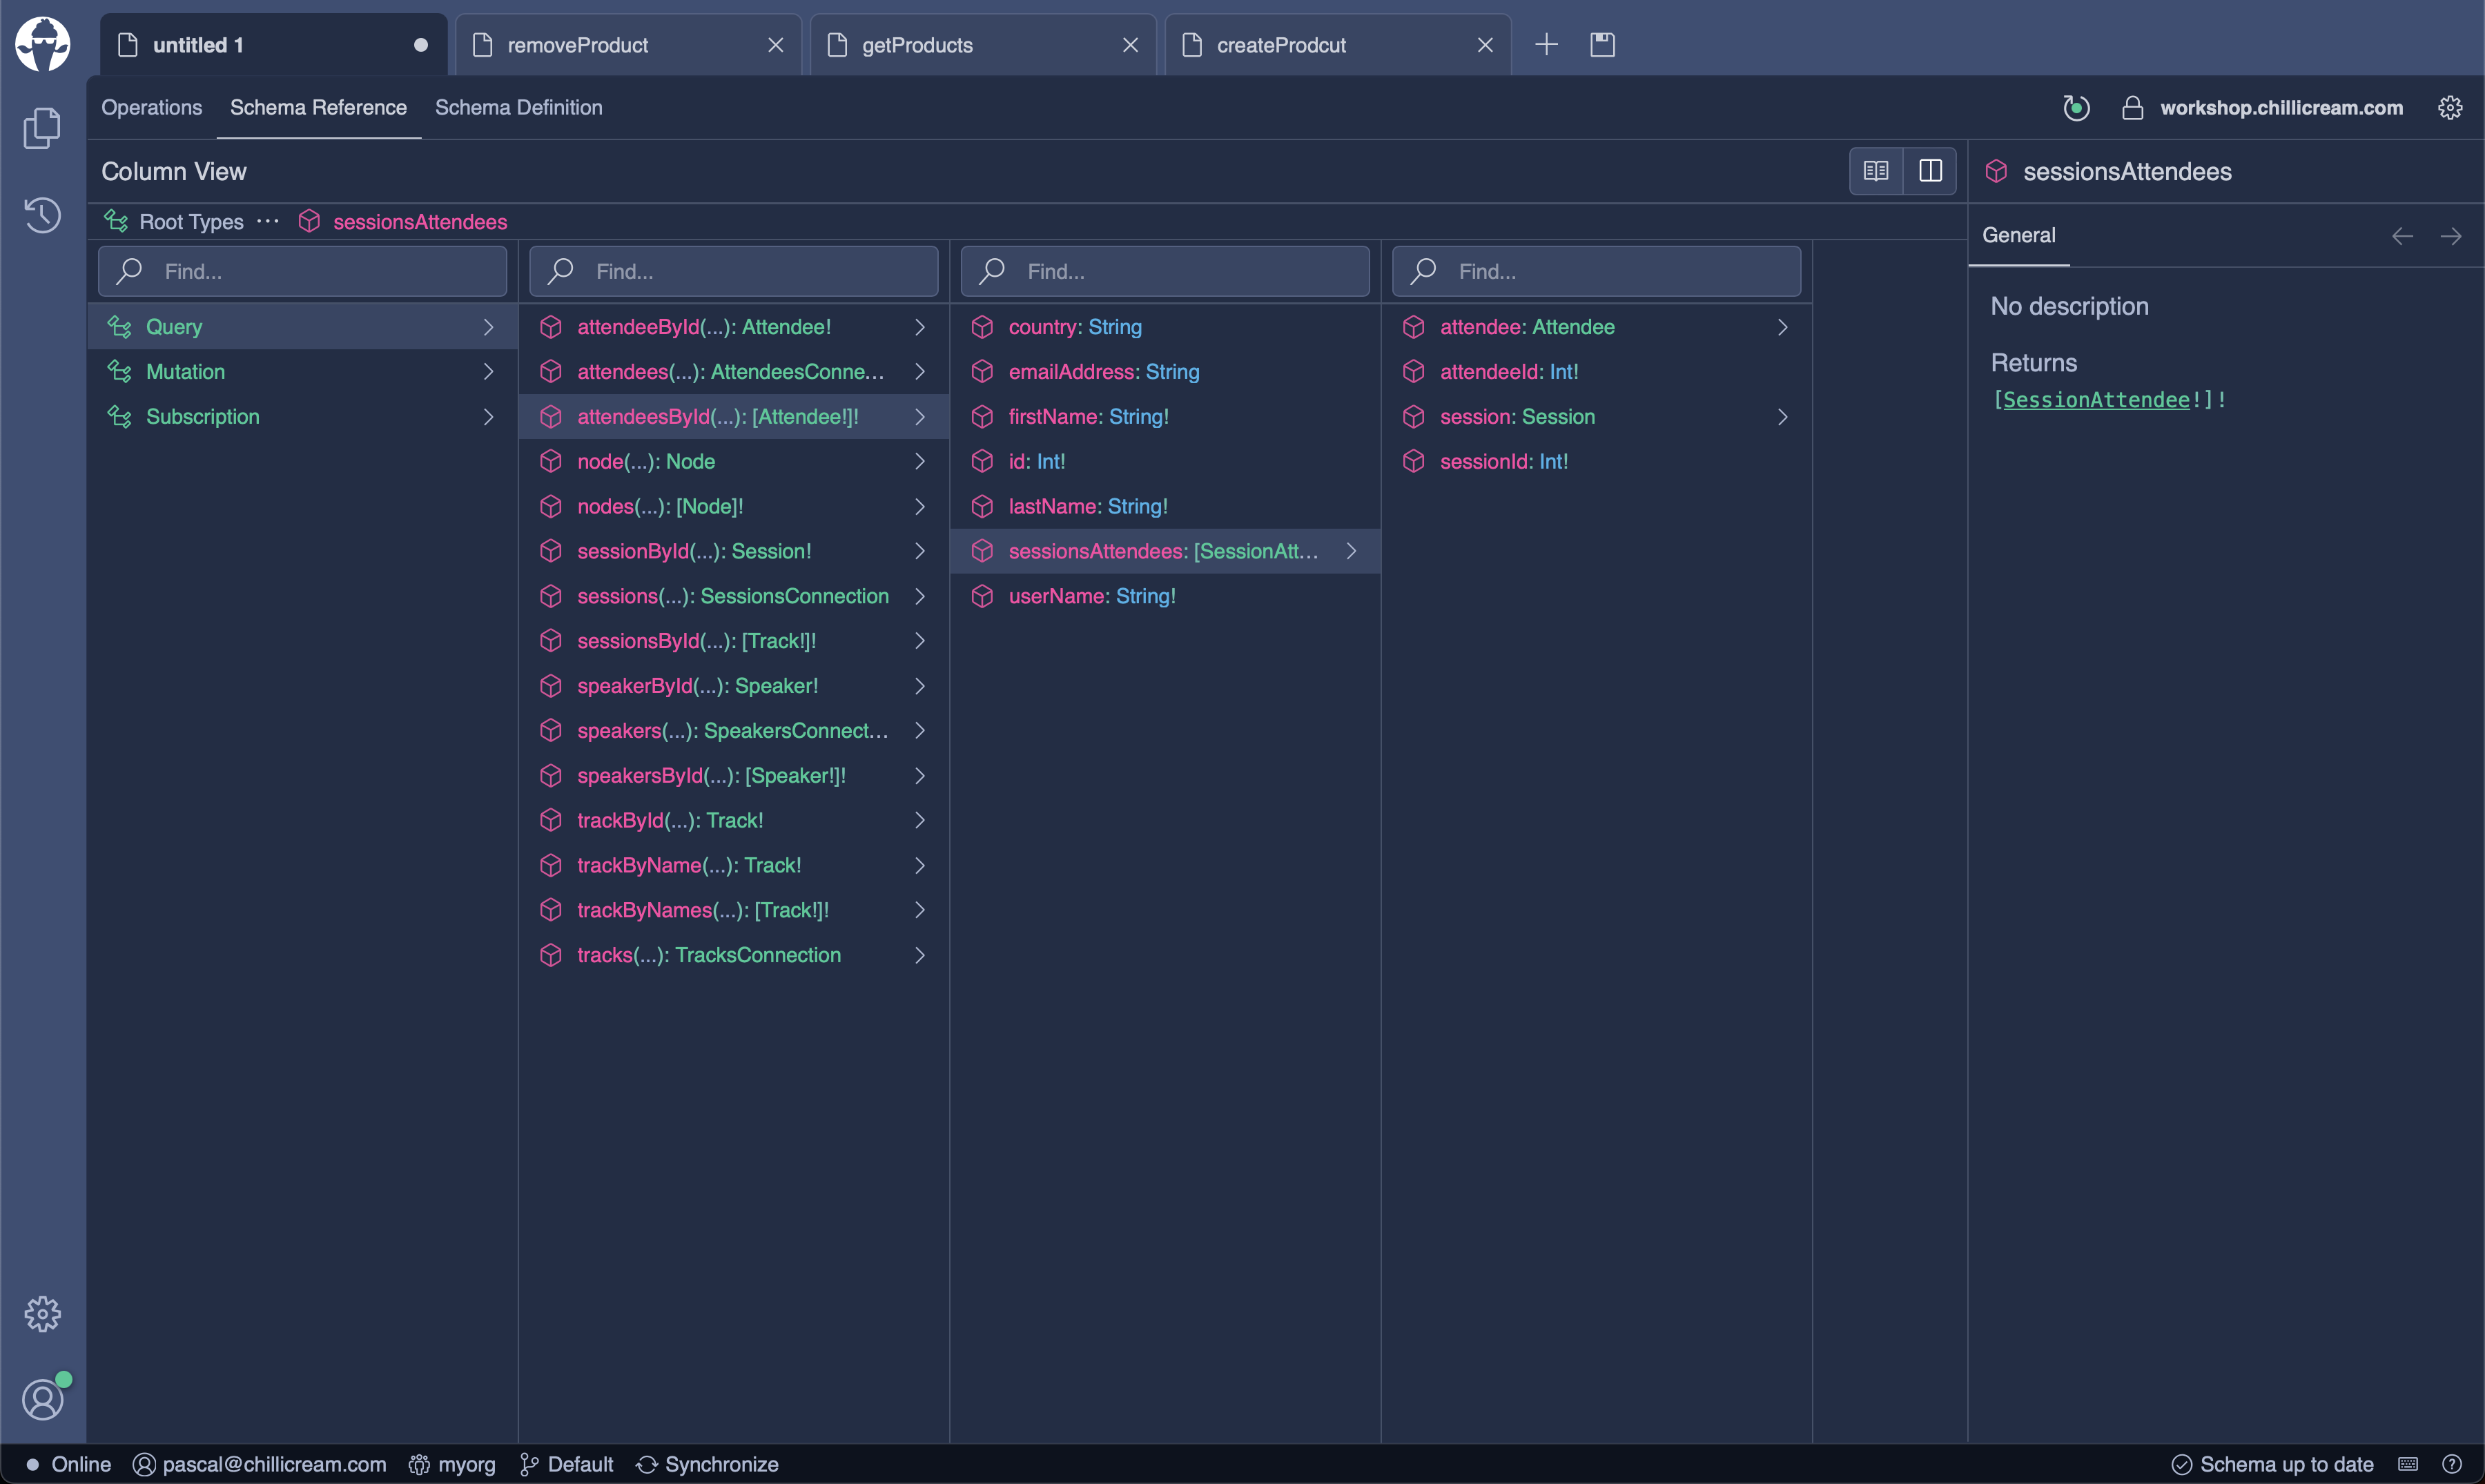 untitled 1
removeProduct
getProducts
createProdcut
Operations
Schema Reference
Schema Definition
workshop.chillicream.com
Column View
sessionsAttendees
Root Types ··· sessionsAttendees
General
Find...
Find...
Find...
Find...
Query
Mutation
Subscription
attendeeById(...): Attendee!
attendees(...): AttendeesConne...
attendeesById(...): [Attendee!]!
node(...): Node
nodes(...): [Node]!
sessionById(...): Session!
sessions(...): SessionsConnection
sessionsById(...): [Track!]!
speakerById(...): Speaker!
speakers(...): SpeakersConnect...
speakersById(...): [Speaker!]!
trackById(...): Track!
trackByName(...): Track!
trackByNames(...): [Track!]!
tracks(...): TracksConnection
country: String
emailAddress: String
firstName: String!
id: Int!
lastName: String!
sessionsAttendees: [SessionAtt...
userName: String!
attendee: Attendee
attendeeId: Int!
session: Session
sessionId: Int!
No description
Returns
[SessionAttendee!]!
Online
pascal@chillicream.com
myorg
Default
Synchronize
Schema up to date